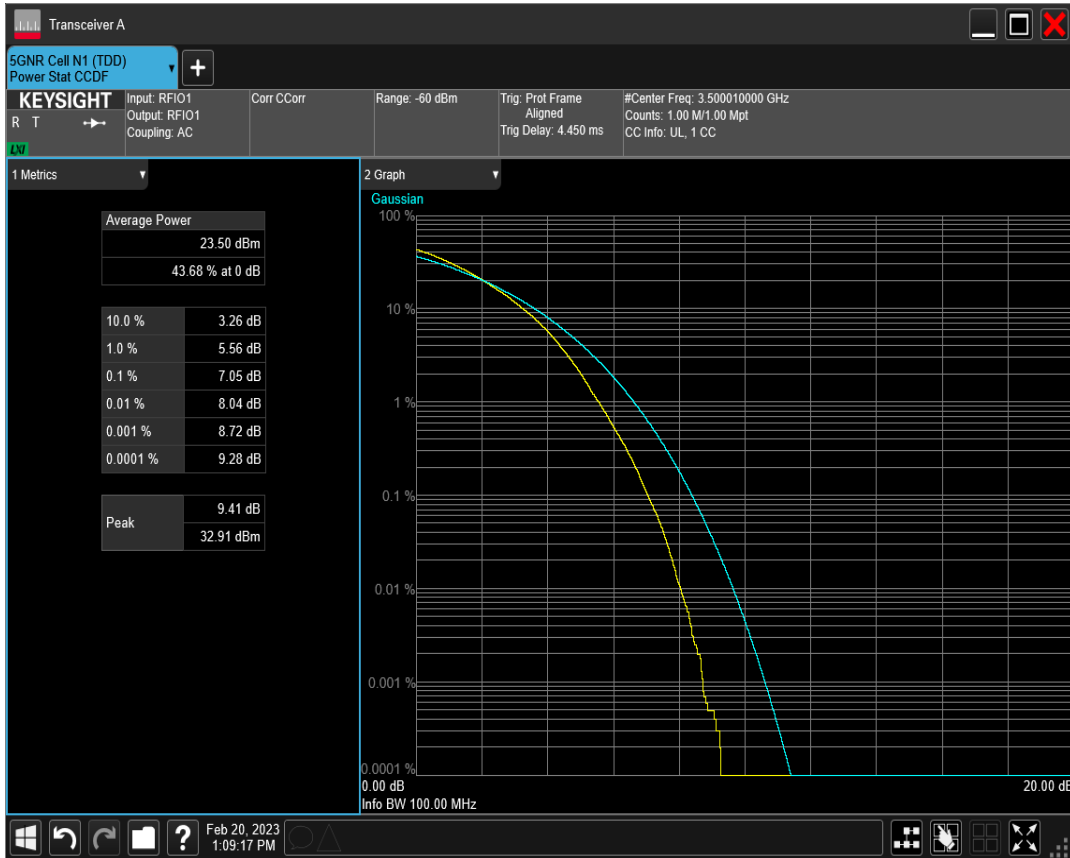 Transceiver A
5GNR Cell N1 (TDD)
Power Stat CCDF
+
KEYSIGHT
R T
LXI
Input: RFIO1
Output: RFIO1
Coupling: AC
Corr CCorr
Range: -60 dBm
Trig: Prot Frame
Aligned
Trig Delay: 4.450 ms
#Center Freq: 3.500010000 GHz
Counts: 1.00 M/1.00 Mpt
CC Info: UL, 1 CC
1 Metrics
Average Power
23.50 dBm
43.68 % at 0 dB
10.0 % 3.26 dB
1.0 % 5.56 dB
0.1 % 7.05 dB
0.01 % 8.04 dB
0.001 % 8.72 dB
0.0001 % 9.28 dB
Peak
9.41 dB
32.91 dBm
2 Graph
Gaussian
100 %
10 %
1 %
0.1 %
0.01 %
0.001 %
0.0001 %
0.00 dB 20.00 dB
Info BW 100.00 MHz
?
Feb 20, 2023
1:09:17 PM